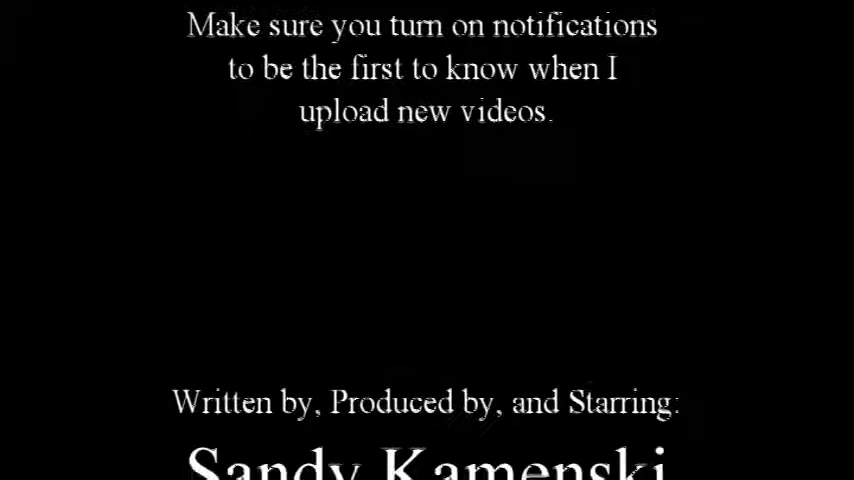 Make sure you turn on notifications
to be the first to know when I
upload new videos.
Written by, Produced by, and Starring:
Sandy Kamenski